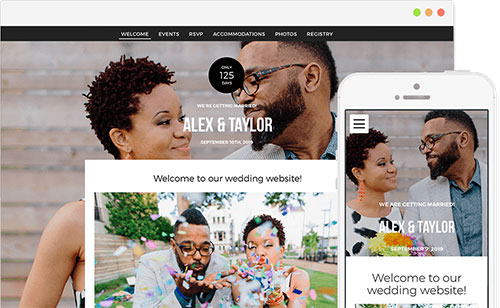 WELCOME EVENTS RSVP ACCOMMODATIONS PHOTOS REGISTRY
ONLY
125
DAYS
WE'RE GETTING MARRIED!
ALEX & TAYLOR
SEPTEMBER 10TH, 2019
Welcome to our wedding website!
WE ARE GETTING MARRIED!
ALEX & TAYLOR
SEPTEMBER 7, 2019
Welcome to our
wedding website!